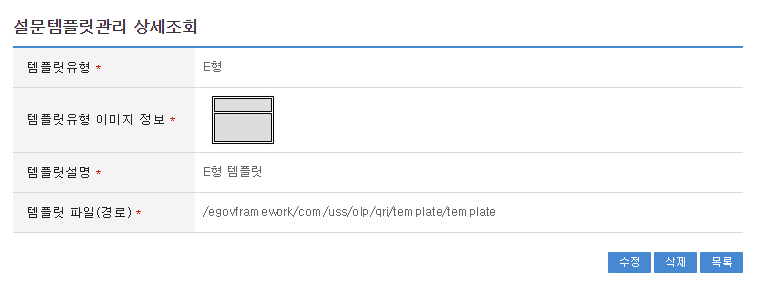 설문템플릿관리 상세조회
템플릿유형 * E형
템플릿유형 이미지 정보 *
템플릿설명 * E형 템플릿
템플릿 파일(경로) * /egovframework/com/uss/olp/qri/template/template
수정 삭제 목록